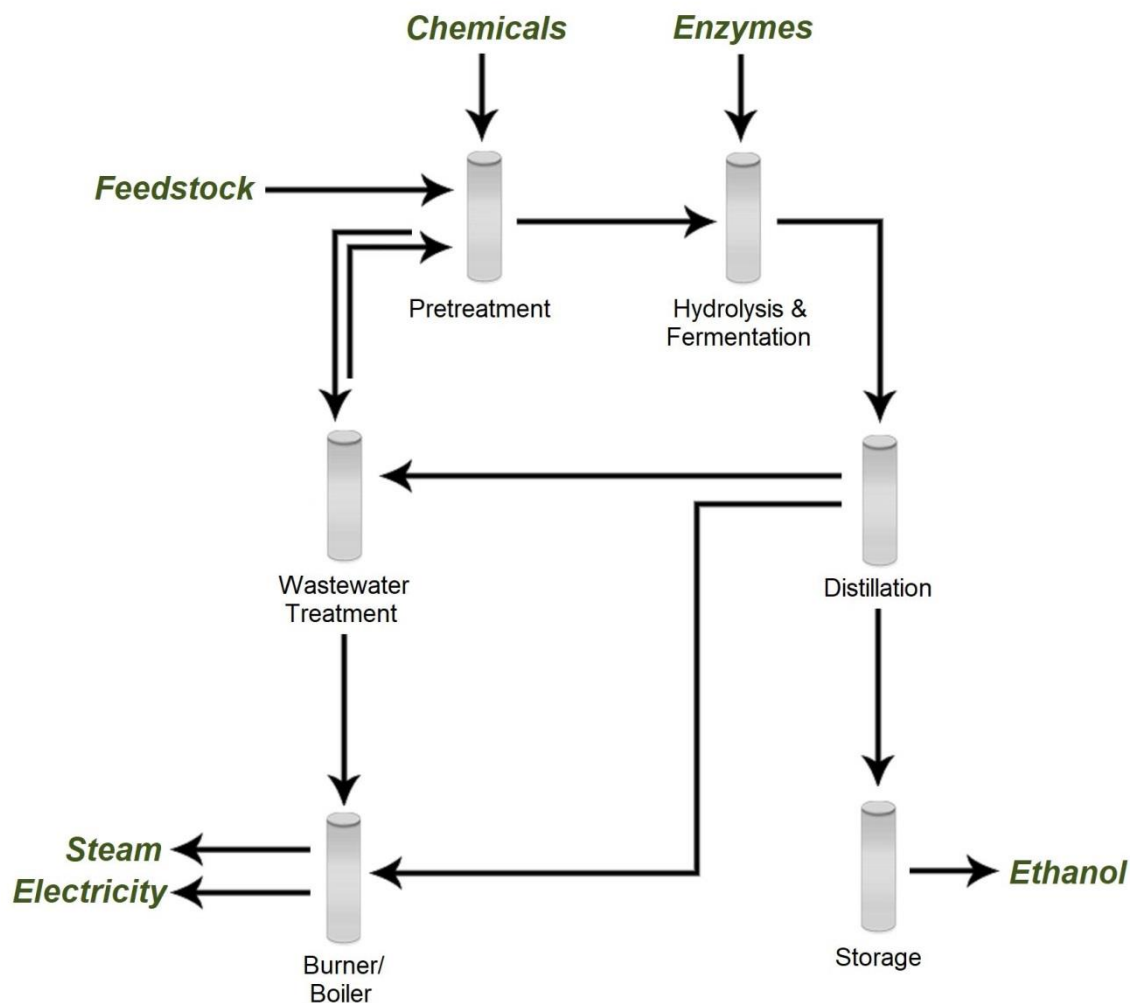 Chemicals
Enzymes
Feedstock
Pretreatment
Hydrolysis &
Fermentation
Wastewater
Treatment
Distillation
Steam
Electricity
Ethanol
Burner/
Boiler
Storage